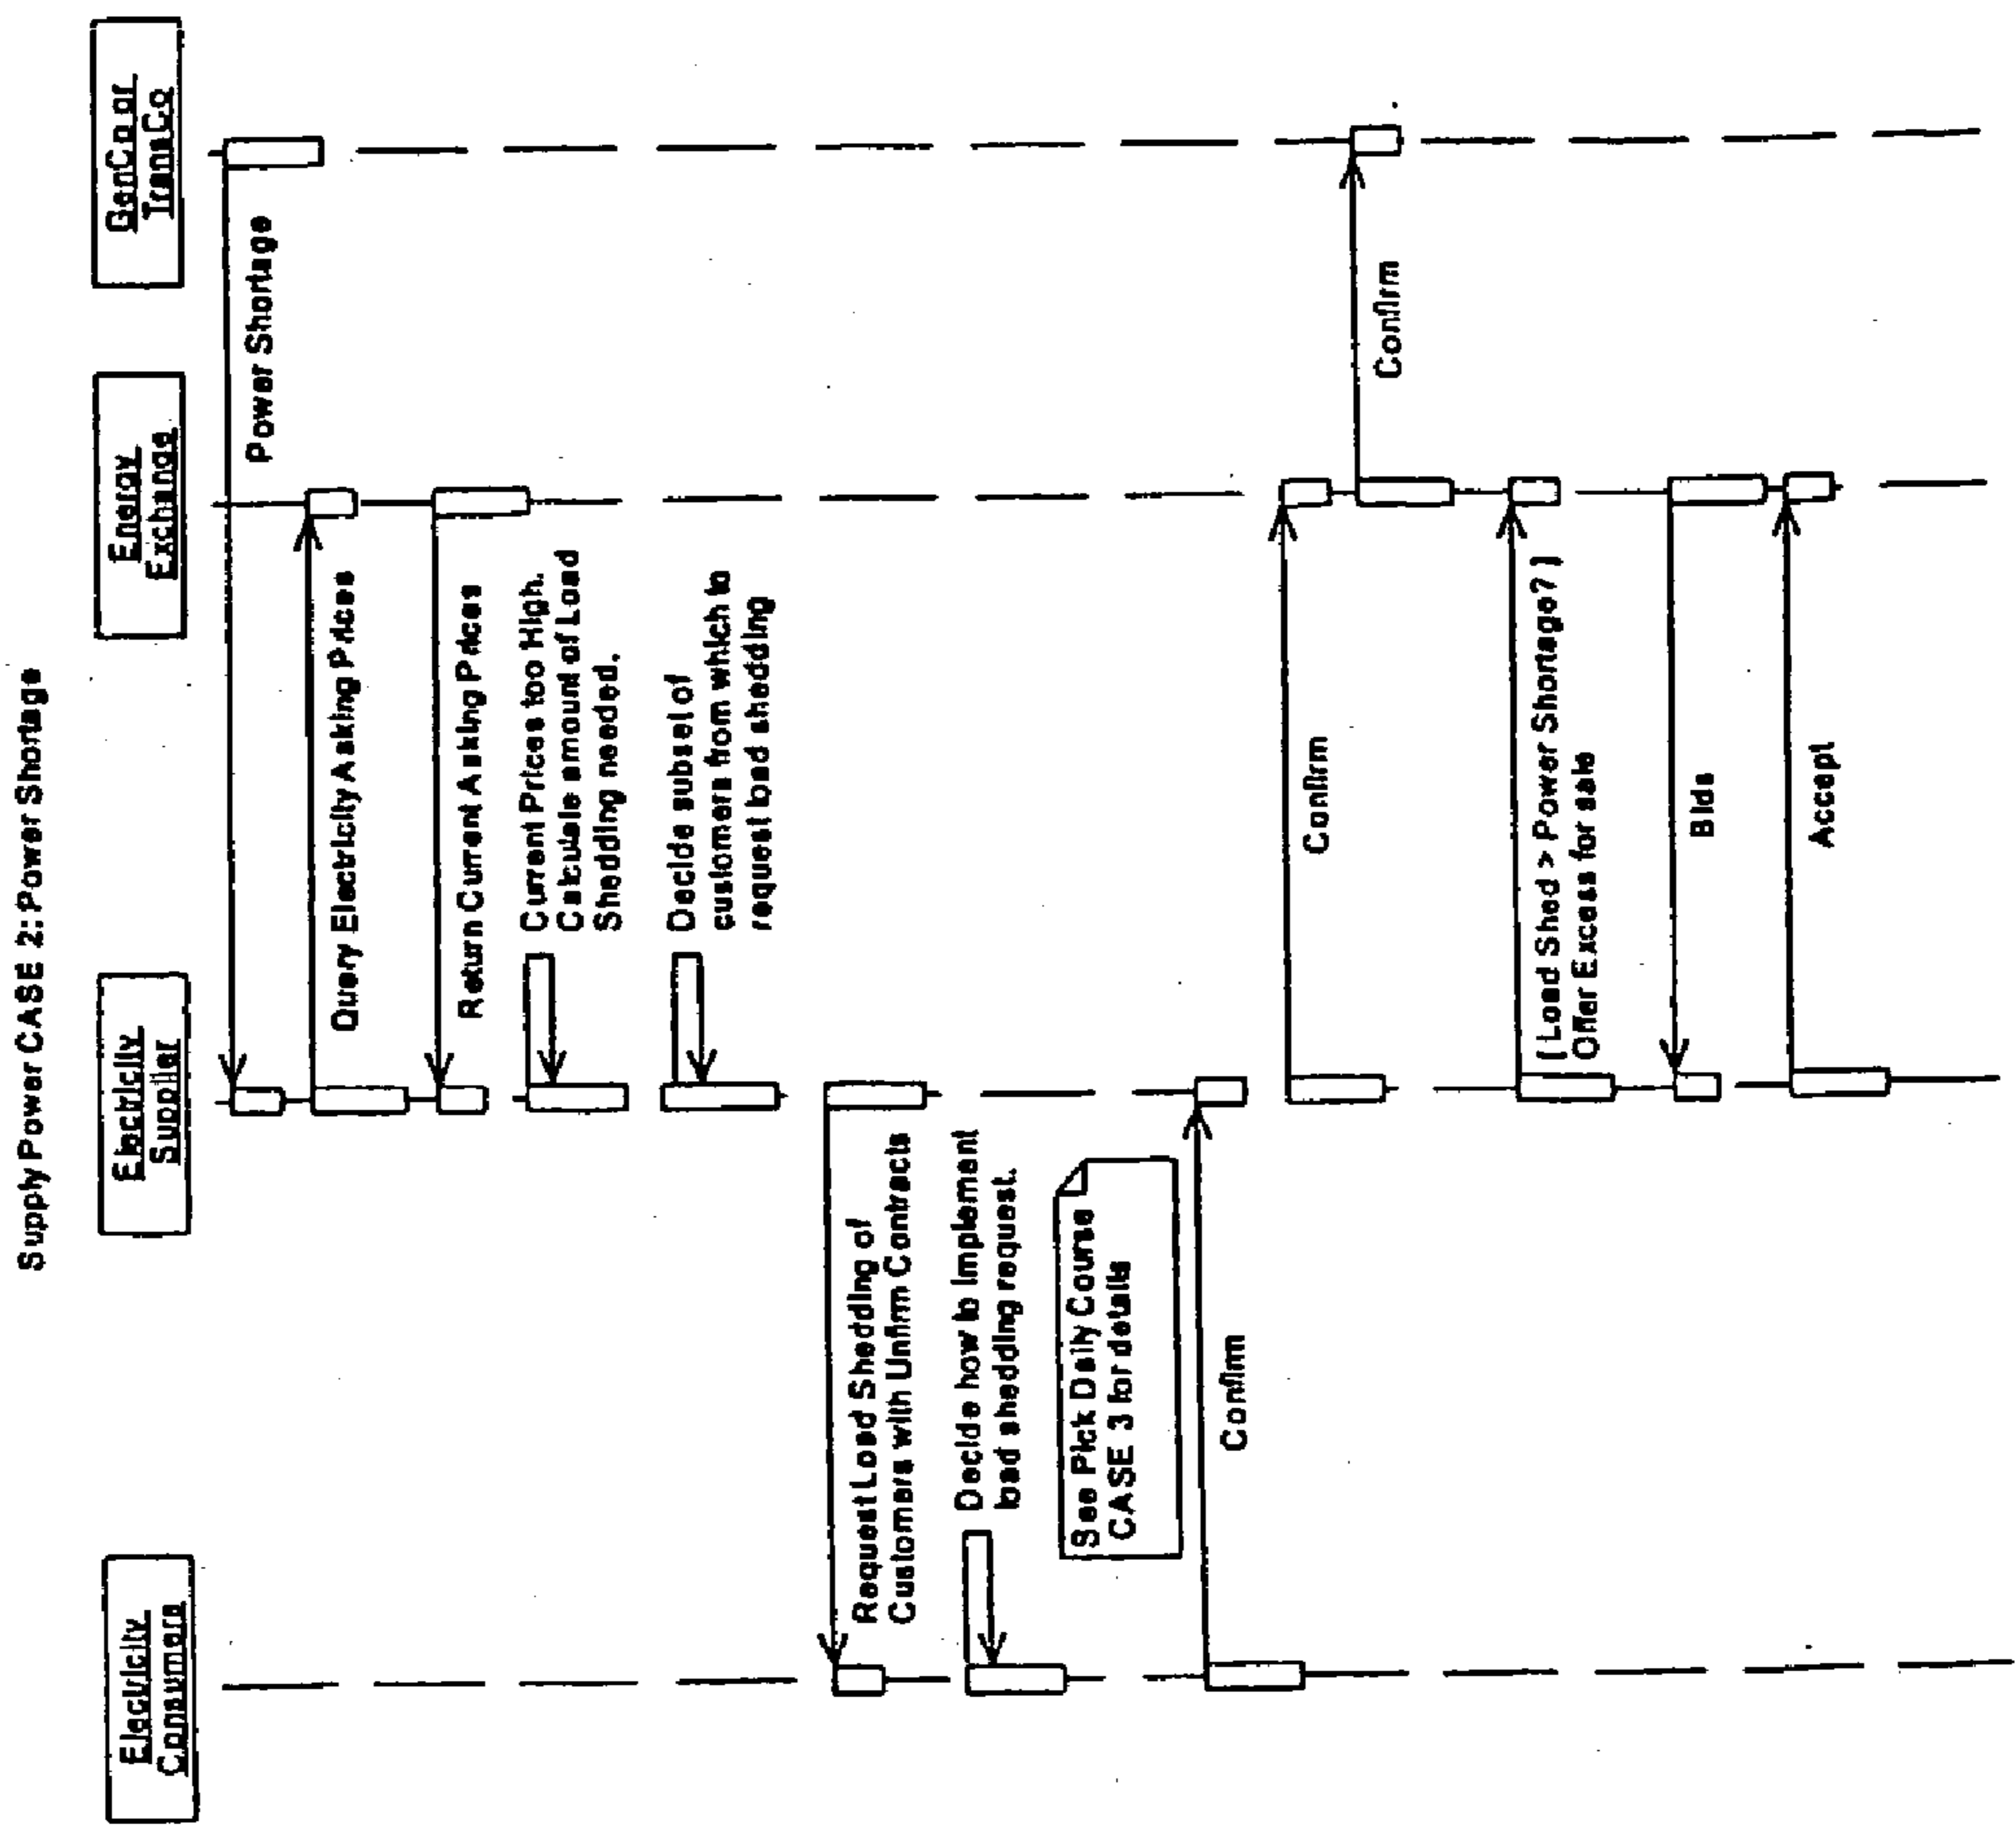 Supply Power CASE 2: Power Shortage
Electricity
Consumers
Electricity
Supplier
Energy
Exchange
GenCo or
TransCo
Power Shortage
Query Electricity Asking Prices
Return Current Asking Prices
Current Prices too High.
Calculate amount of Load
Shedding needed.
Decide subset of
customers from which to
request load shedding
Request Load Shedding of
Customers with Unfirm Contracts
Decide how to implement
load shedding request.
See Pick Daily Course
CASE 3 for details
Confirm
Confirm
Confirm
[Load Shed > Power Shortage?]
Offer Excess for sale
Bids
Accept